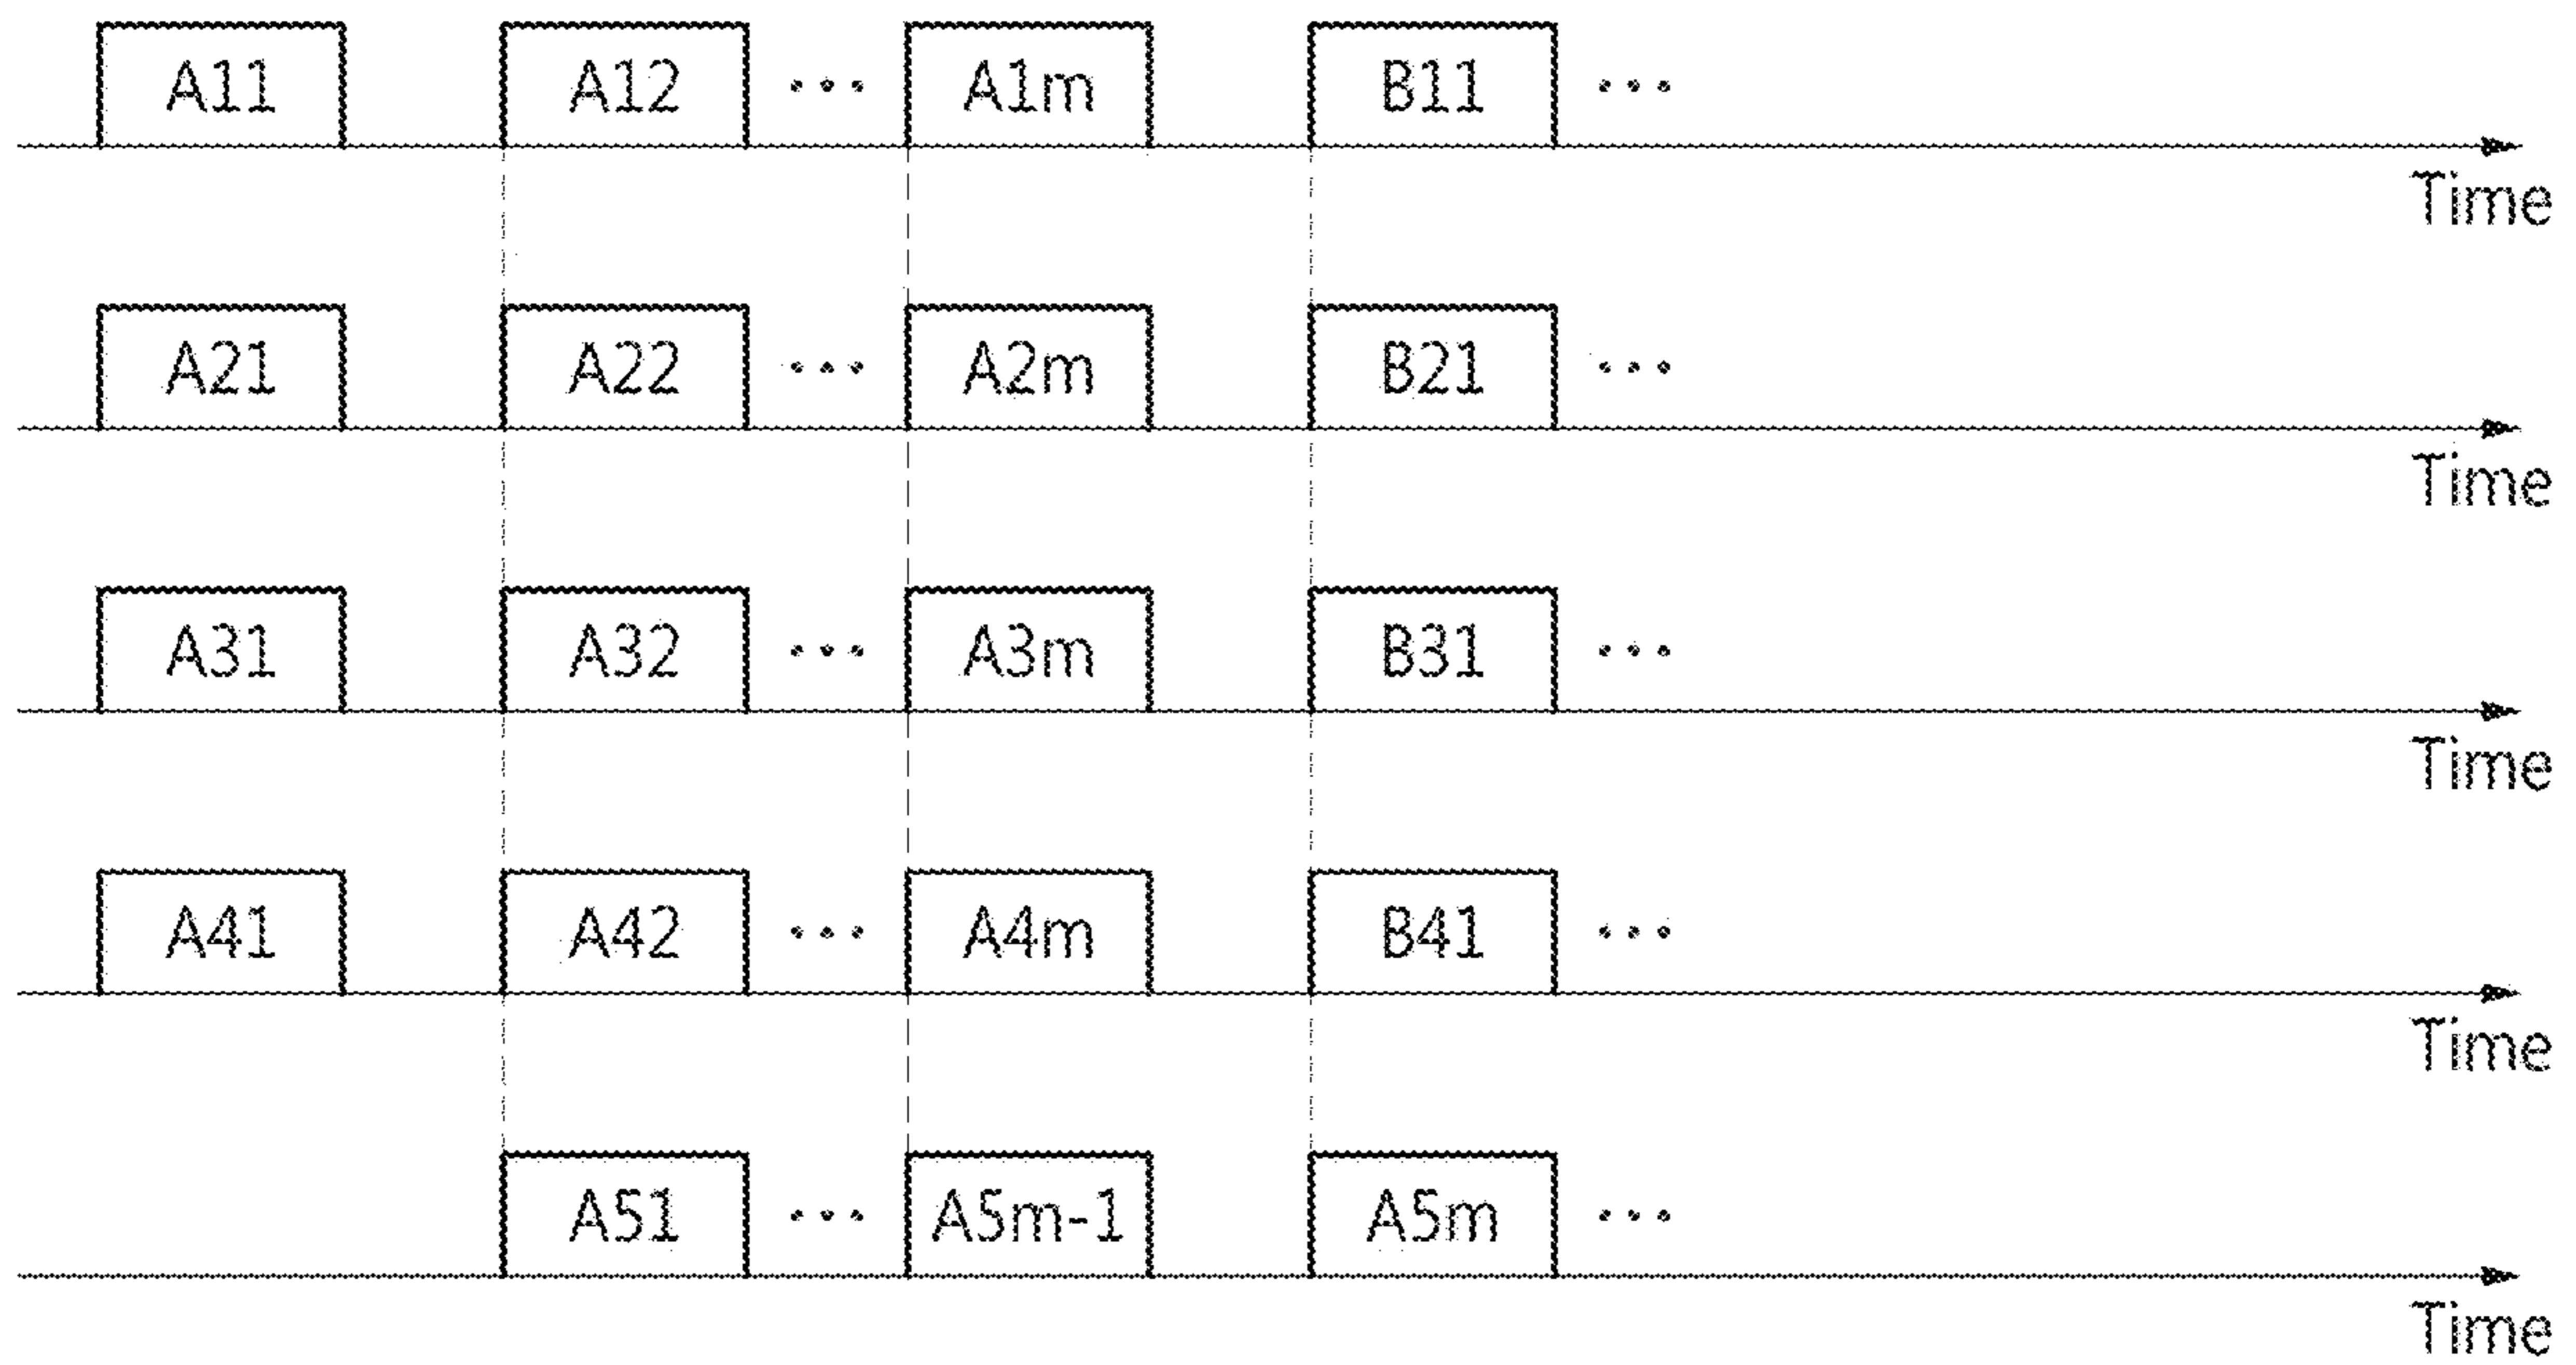 A11 A12 ... A1m B11 ...
Time
A21 A22 ... A2m B21 ...
Time
A31 A32 ... A3m B31 ...
Time
A41 A42 ... A4m B41 ...
Time
A51 ... A5m-1 A5m ...
Time